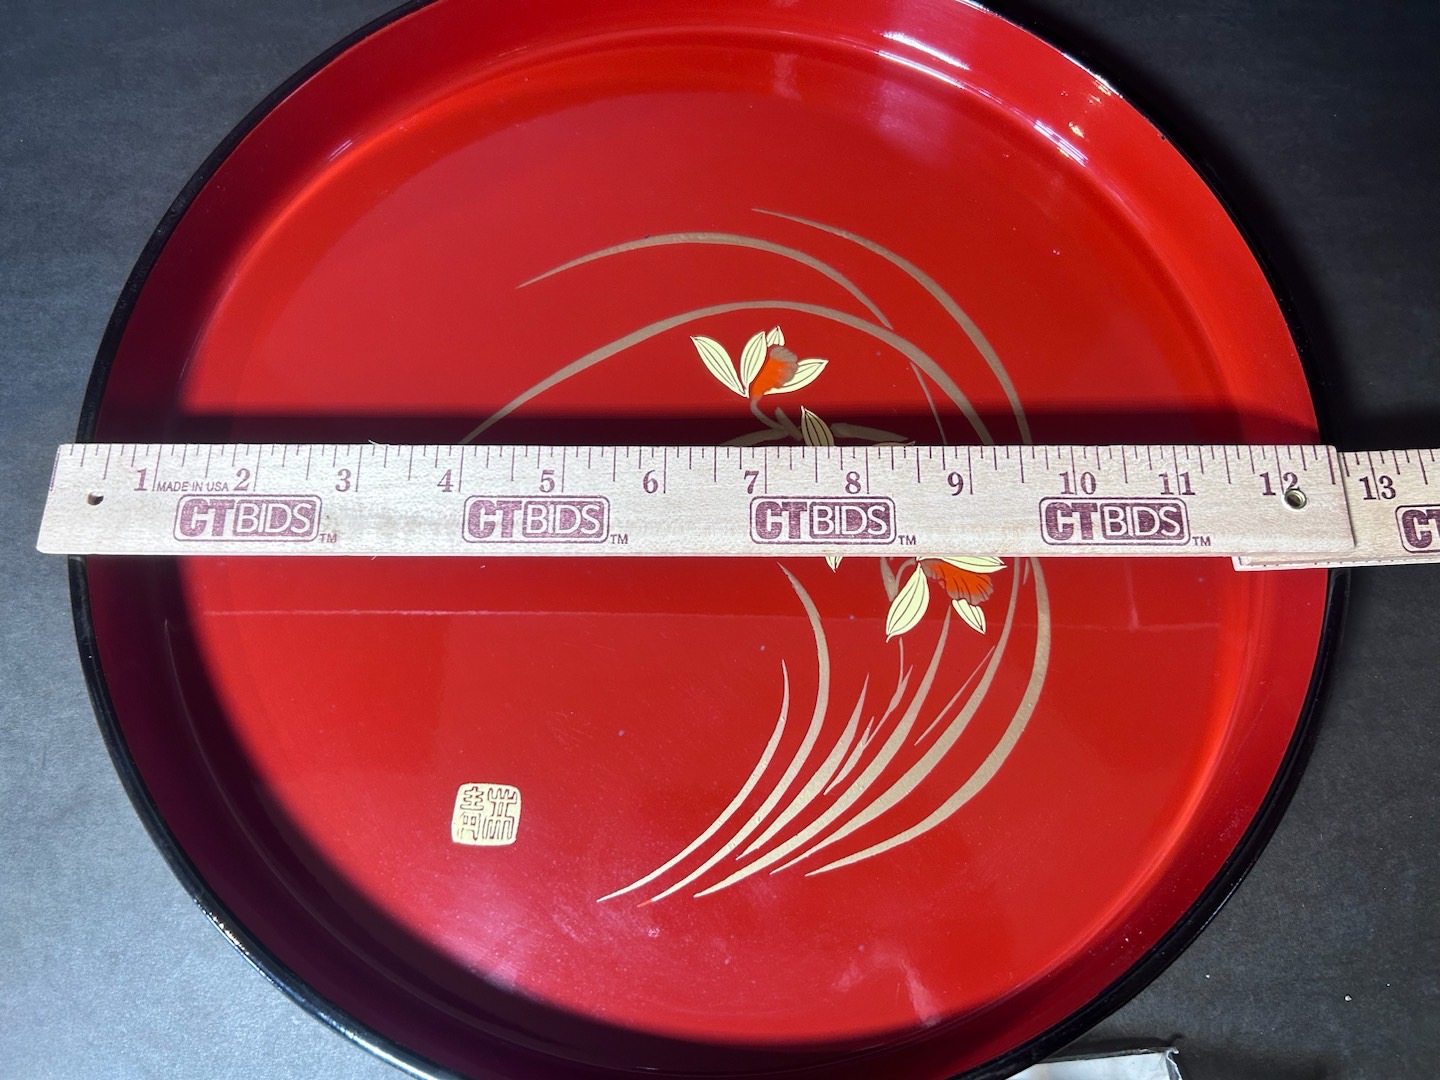 1 2 3 4 5 6 7 8 9 10 11 12 13
MADE IN USA
CTBIDS™ CTBIDS™ CTBIDS™ CTBIDS™ CT